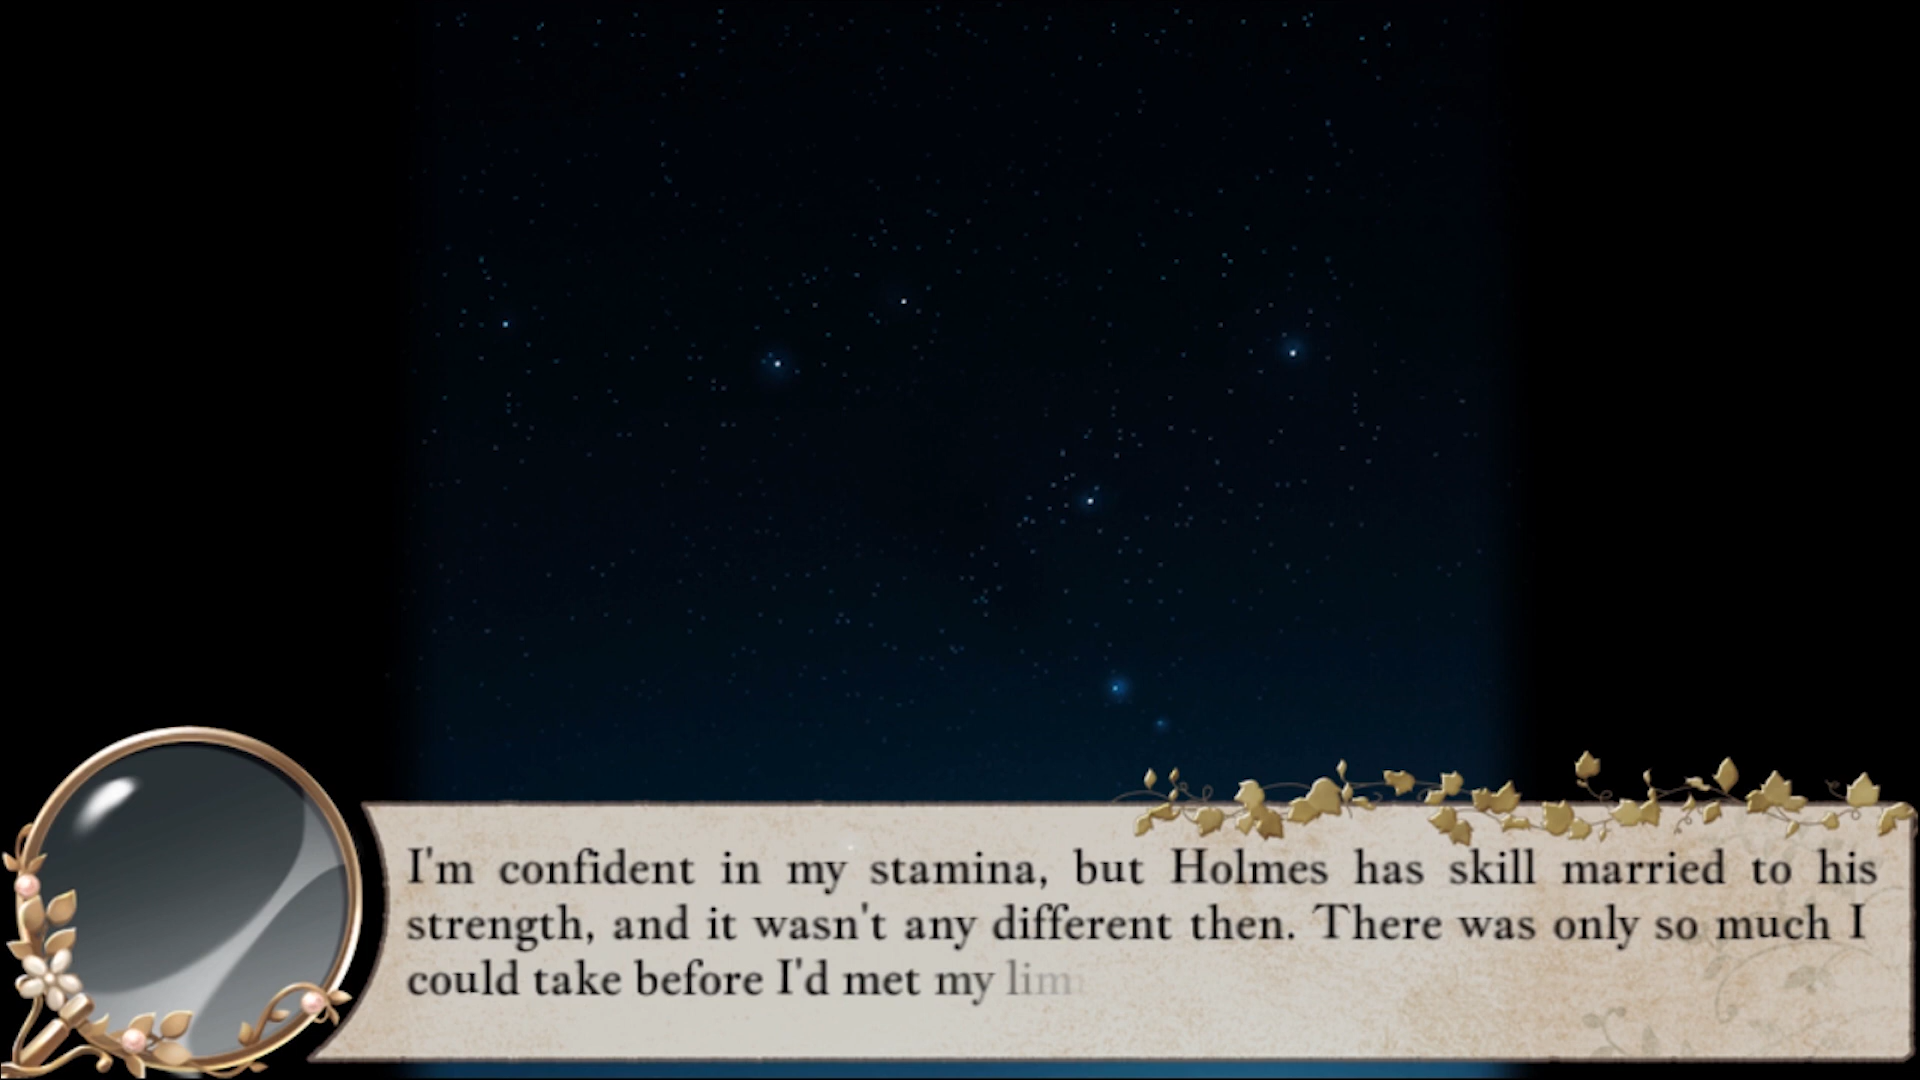 I'm confident in my stamina, but Holmes has skill married to his
strength, and it wasn't any different then. There was only so much I
could take before I'd met my lim